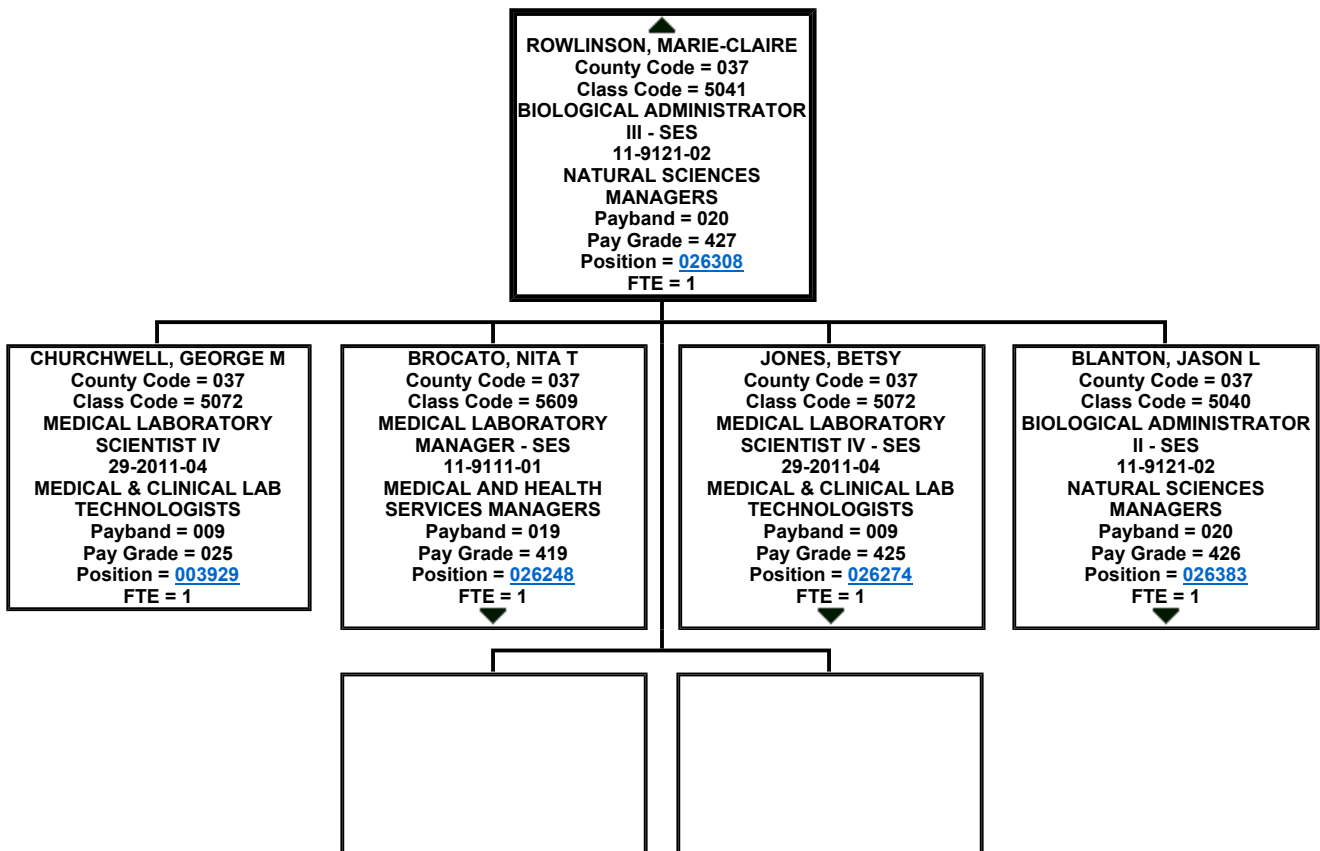 ROWLINSON, MARIE-CLAIRE
County Code = 037
Class Code = 5041
BIOLOGICAL ADMINISTRATOR
III - SES
11-9121-02
NATURAL SCIENCES
MANAGERS
Payband = 020
Pay Grade = 427
Position = 026308
FTE = 1
CHURCHWELL, GEORGE M
County Code = 037
Class Code = 5072
MEDICAL LABORATORY
SCIENTIST IV
29-2011-04
MEDICAL & CLINICAL LAB
TECHNOLOGISTS
Payband = 009
Pay Grade = 025
Position = 003929
FTE = 1
BROCATO, NITA T
County Code = 037
Class Code = 5609
MEDICAL LABORATORY
MANAGER - SES
11-9111-01
MEDICAL AND HEALTH
SERVICES MANAGERS
Payband = 019
Pay Grade = 419
Position = 026248
FTE = 1
JONES, BETSY
County Code = 037
Class Code = 5072
MEDICAL LABORATORY
SCIENTIST IV - SES
29-2011-04
MEDICAL & CLINICAL LAB
TECHNOLOGISTS
Payband = 009
Pay Grade = 425
Position = 026274
FTE = 1
BLANTON, JASON L
County Code = 037
Class Code = 5040
BIOLOGICAL ADMINISTRATOR
II - SES
11-9121-02
NATURAL SCIENCES
MANAGERS
Payband = 020
Pay Grade = 426
Position = 026383
FTE = 1